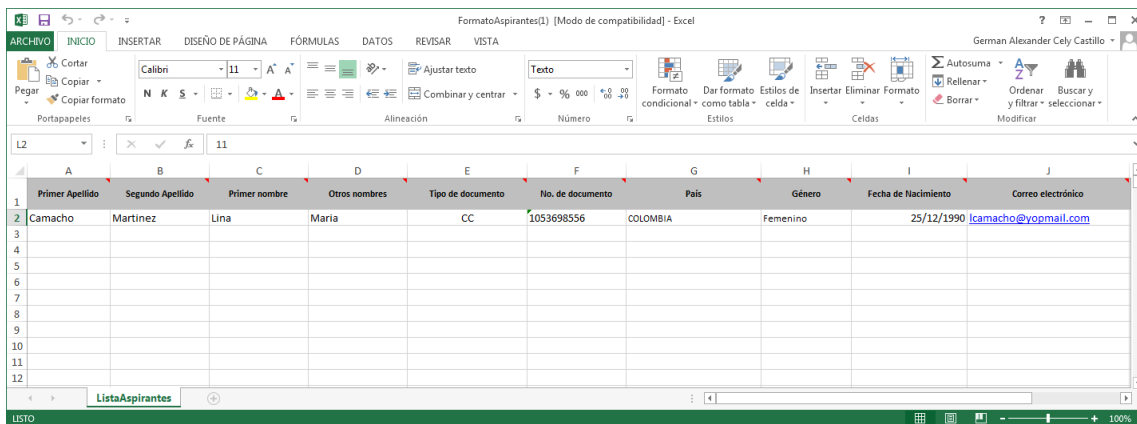 FormatoAspirantes(1) [Modo de compatibilidad] - Excel
ARCHIVO INICIO INSERTAR DISEÑO DE PÁGINA FÓRMULAS DATOS REVISAR VISTA German Alexander Cely Castillo
Pegar
Cortar
Copiar
Copiar formato
Portapapeles
Calibri 11
N K S
Fuente
Ajustar texto
Combinar y centrar
Alineación
Texto
$ % 000
Número
Formato condicional
Dar formato como tabla
Estilos de celda
Estilos
Insertar Eliminar Formato
Celdas
Autosuma
Rellenar
Borrar
Ordenar y filtrar
Buscar y seleccionar
Modificar
L2 fx 11
A B C D E F G H I J
1 Primer Apellido Segundo Apellido Primer nombre Otros nombres Tipo de documento No. de documento País Género Fecha de Nacimiento Correo electrónico
2 Camacho Martinez Lina Maria CC 1053698556 COLOMBIA Femenino 25/12/1990 lcamacho@yopmail.com
3
4
5
6
7
8
9
10
11
12
ListaAspirantes
LISTO 100%